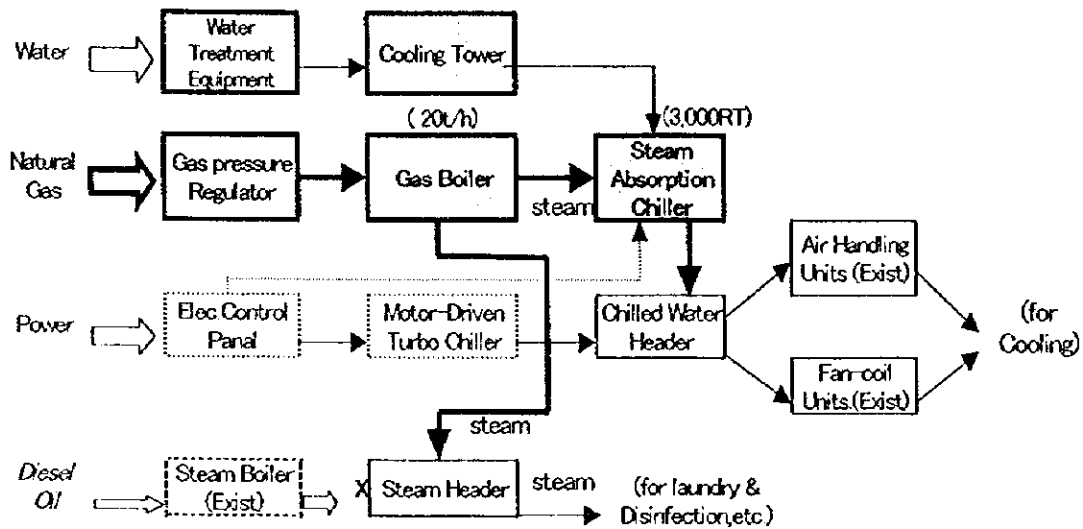 Water
Water
Treatment
Equipment
Cooling Tower
( 20t/h)
(3,000RT)
Natural
Gas
Gas pressure
Regulator
Gas Boiler
steam
Steam
Absorption
Chiller
Air Handling
Units (Exist)
Power
Elec Control
Panal
Motor-Driven
Turbo Chiller
Chilled Water
Header
(for
Cooling)
Fan-coil
Units.(Exist)
steam
Diesel
Oil
Steam Boiler
(Exist)
X
Steam Header
steam
(for laundry &
Disinfection,etc.)